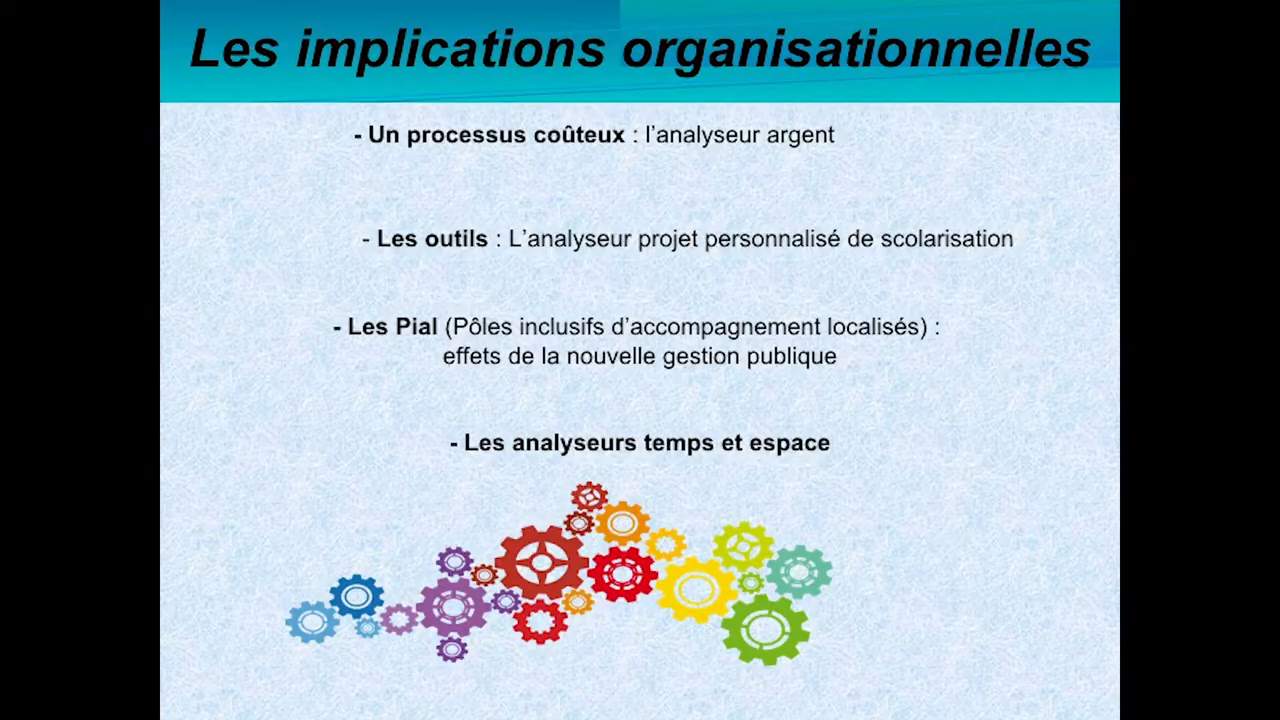 Les implications organisationnelles
- Un processus coûteux : l’analyseur argent
- Les outils : L’analyseur projet personnalisé de scolarisation
- Les Pial (Pôles inclusifs d’accompagnement localisés) :
effets de la nouvelle gestion publique
- Les analyseurs temps et espace